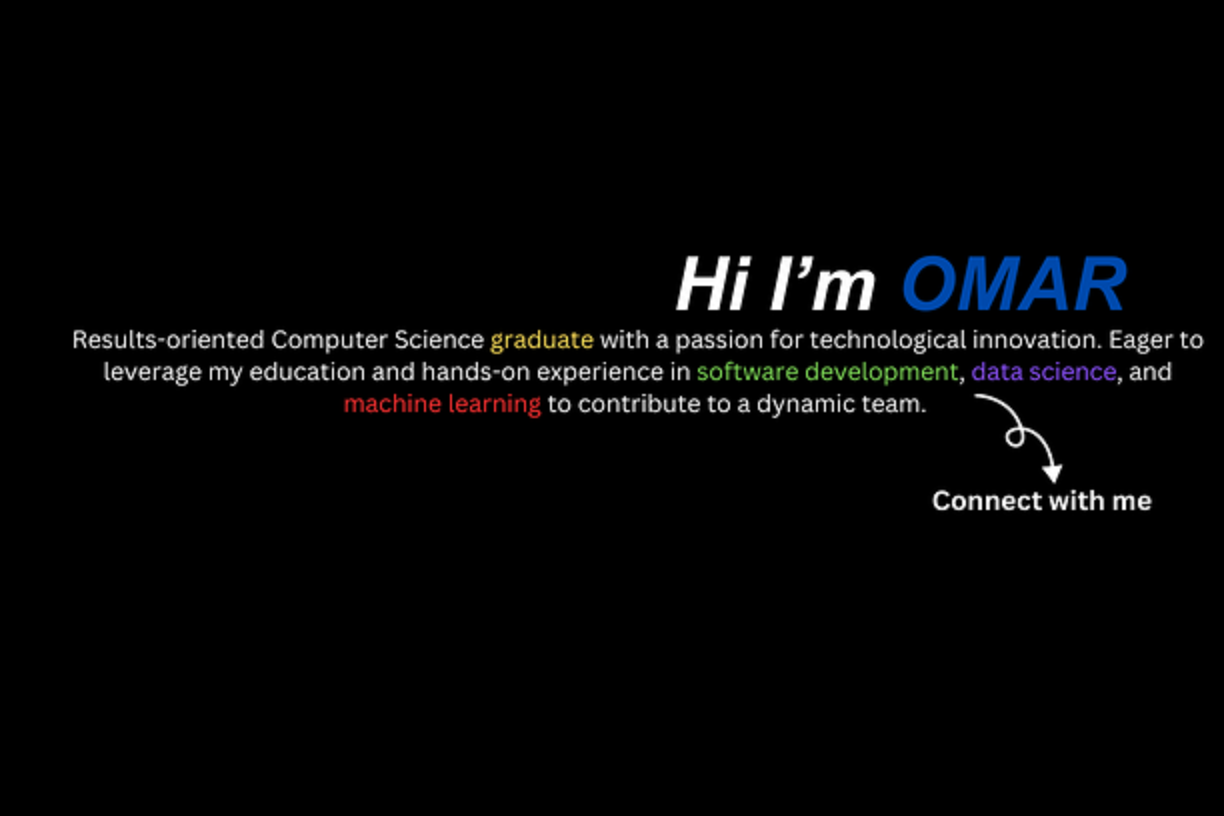 Hi I’m OMAR
Results-oriented Computer Science graduate with a passion for technological innovation. Eager to
leverage my education and hands-on experience in software development, data science, and
machine learning to contribute to a dynamic team.
Connect with me